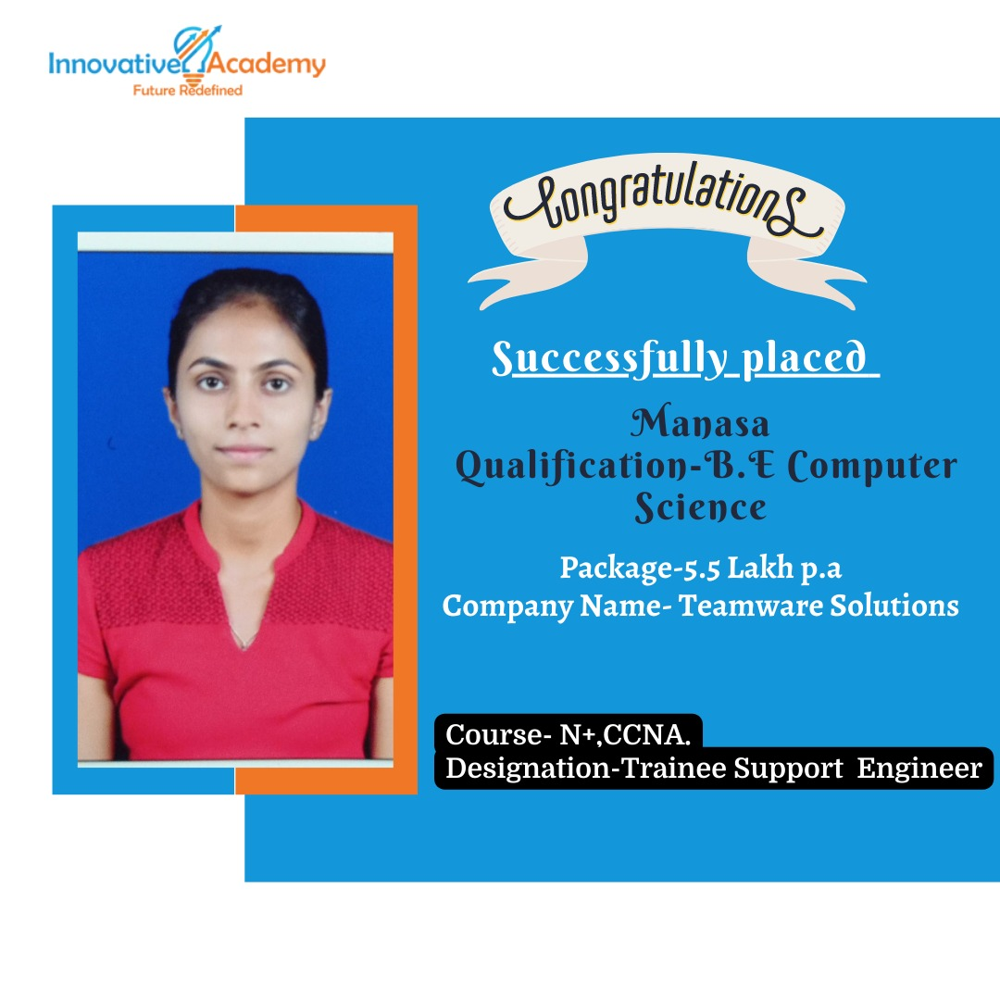 Innovative Academy
Future Redefined
Congratulations
Successfully placed
Manasa
Qualification-B.E Computer
Science
Package-5.5 Lakh p.a
Company Name- Teamware Solutions
Course- N+,CCNA.
Designation-Trainee Support Engineer